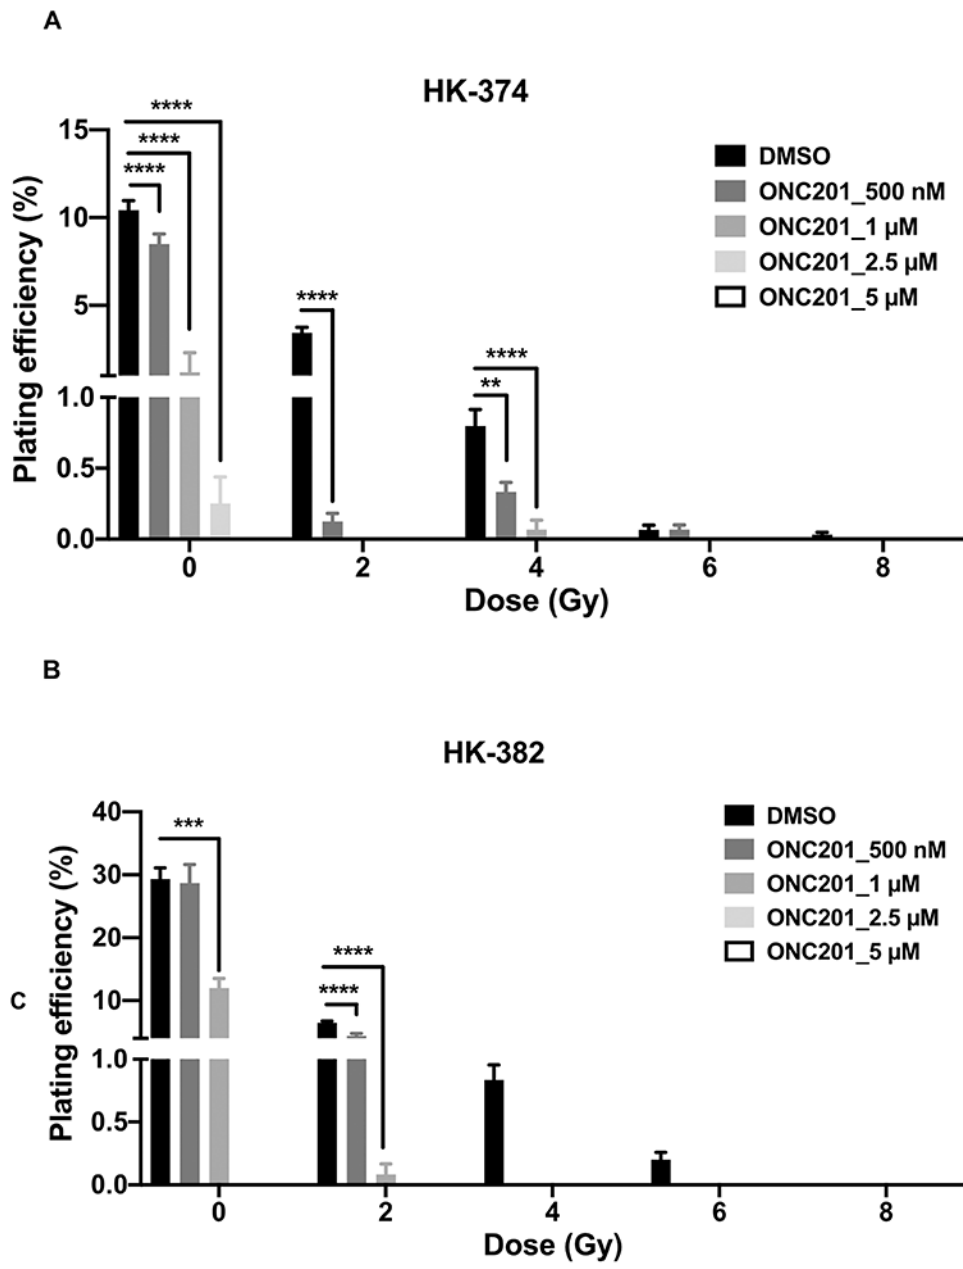 A
HK-374
****
****
****
****
****
**
15
10
5
1.0
0.5
0.0
Plating efficiency (%)
DMSO
ONC201_500 nM
ONC201_1 µM
ONC201_2.5 µM
ONC201_5 µM
0 2 4 6 8
Dose (Gy)
B
HK-382
***
****
****
40
30
20
10
1.0
0.5
0.0
Plating efficiency (%)
DMSO
ONC201_500 nM
ONC201_1 µM
ONC201_2.5 µM
ONC201_5 µM
C
0 2 4 6 8
Dose (Gy)